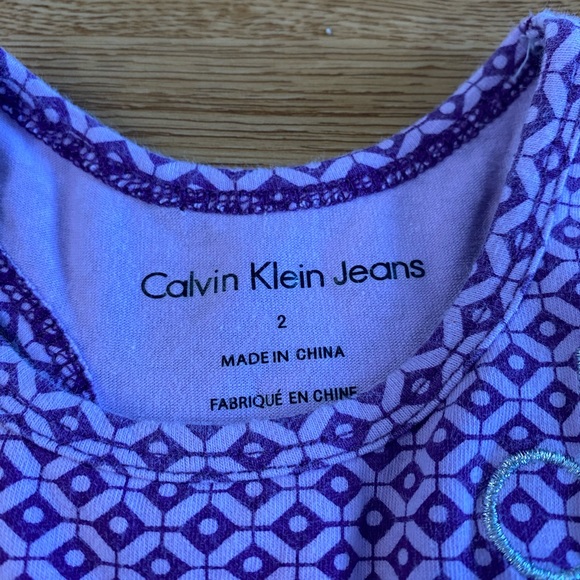 Calvin Klein Jeans
2
MADE IN CHINA
FABRIQUÉ EN CHINE